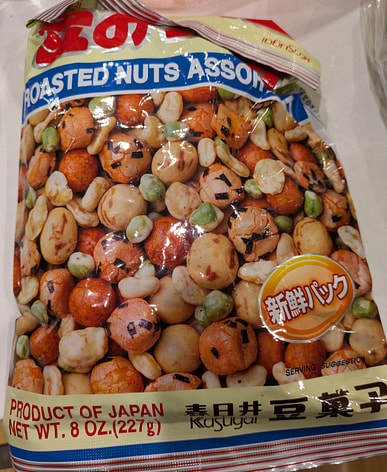 ROASTED NUTS ASSOR
新鮮パック
SERVING SUGGESTION
PRODUCT OF JAPAN
NET WT. 8 OZ.(227g)
春日井 豆菓子
Kasugai